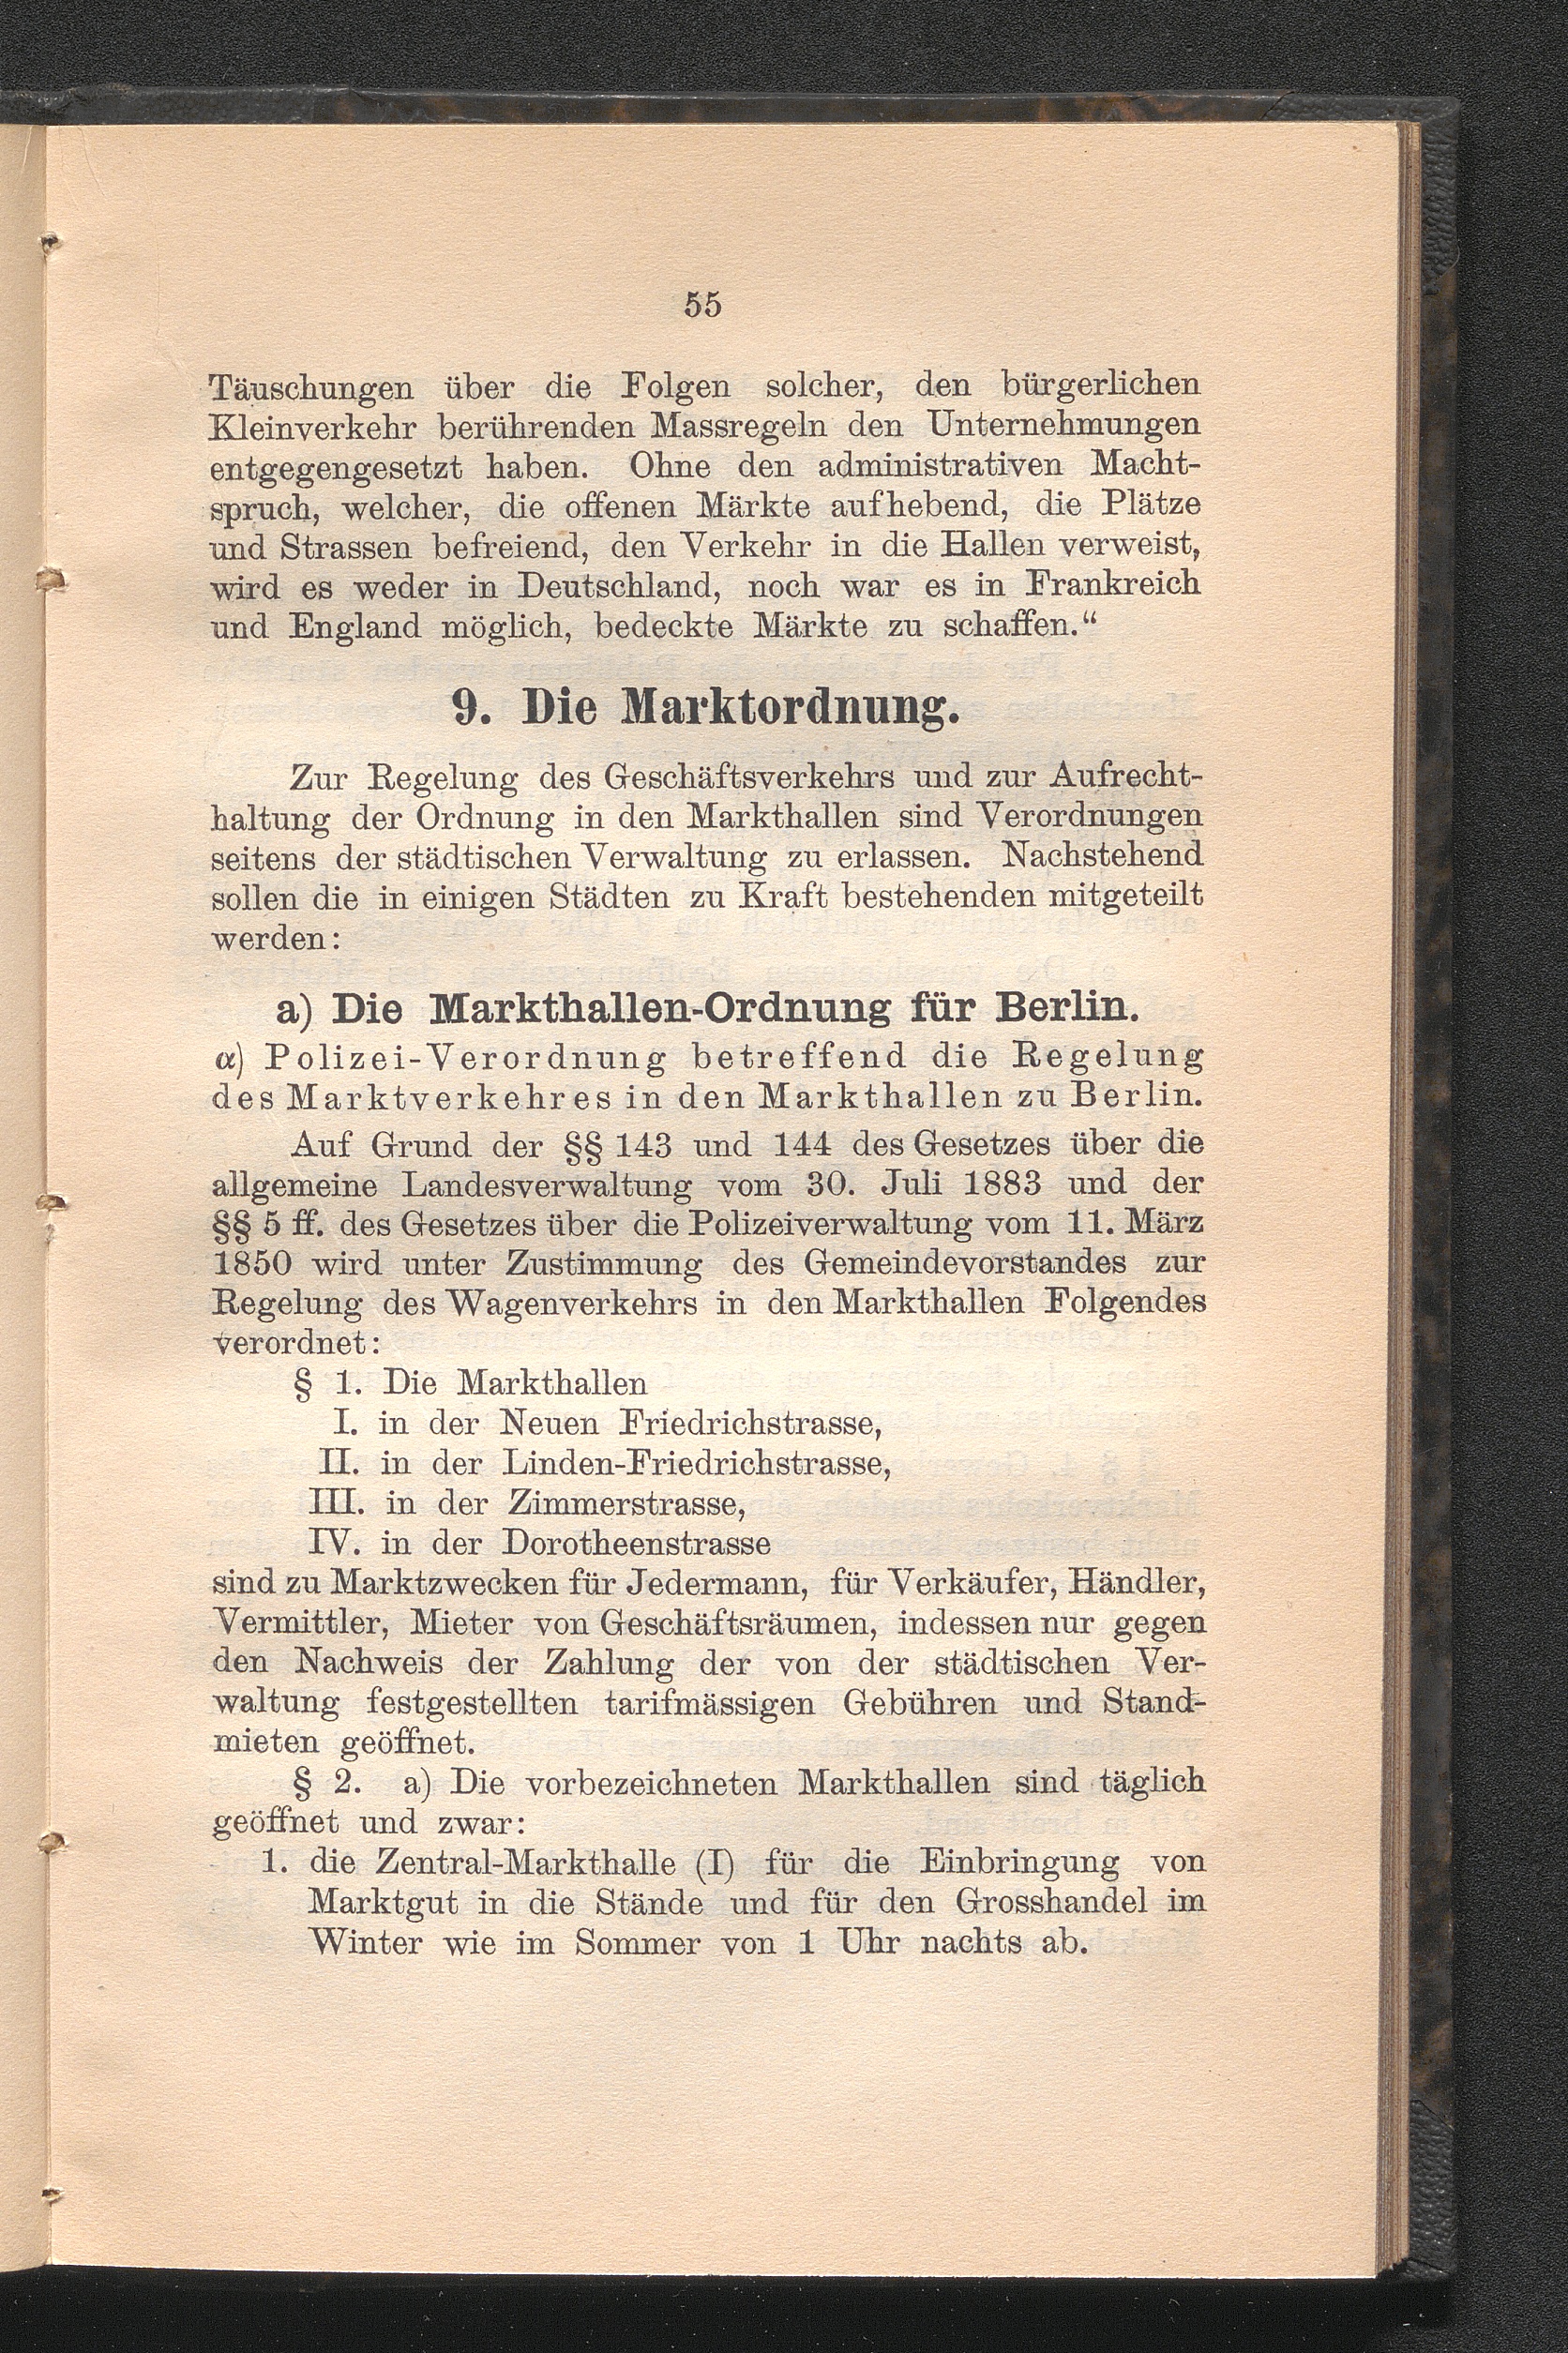 55
Täuschungen über die Folgen solcher, den bürgerlichen
Kleinverkehr berührenden Massregeln den Unternehmungen
entgegengesetzt haben. Ohne den administrativen Macht-
spruch, welcher, die offenen Märkte aufhebend, die Plätze
und Strassen befreiend, den Verkehr in die Hallen verweist,
wird es weder in Deutschland, noch war es in Frankreich
und England möglich, bedeckte Märkte zu schaffen.“
9. Die Marktordnung.
Zur Regelung des Geschäftsverkehrs und zur Aufrecht-
haltung der Ordnung in den Markthallen sind Verordnungen
seitens der städtischen Verwaltung zu erlassen. Nachstehend
sollen die in einigen Städten zu Kraft bestehenden mitgeteilt
werden:
a) Die Markthallen-Ordnung für Berlin.
α) Polizei-Verordnung betreffend die Regelung
des Marktverkehres in den Markthallen zu Berlin.
Auf Grund der §§ 143 und 144 des Gesetzes über die
allgemeine Landesverwaltung vom 30. Juli 1883 und der
§§ 5 ff. des Gesetzes über die Polizeiverwaltung vom 11. März
1850 wird unter Zustimmung des Gemeindevorstandes zur
Regelung des Wagenverkehrs in den Markthallen Folgendes
verordnet:
§ 1. Die Markthallen
I. in der Neuen Friedrichstrasse,
II. in der Linden-Friedrichstrasse,
III. in der Zimmerstrasse,
IV. in der Dorotheenstrasse
sind zu Marktzwecken für Jedermann, für Verkäufer, Händler,
Vermittler, Mieter von Geschäftsräumen, indessen nur gegen
den Nachweis der Zahlung der von der städtischen Ver-
waltung festgestellten tarifmässigen Gebühren und Stand-
mieten geöffnet.
§ 2. a) Die vorbezeichneten Markthallen sind täglich
geöffnet und zwar:
1. die Zentral-Markthalle (I) für die Einbringung von
Marktgut in die Stände und für den Grosshandel im
Winter wie im Sommer von 1 Uhr nachts ab.